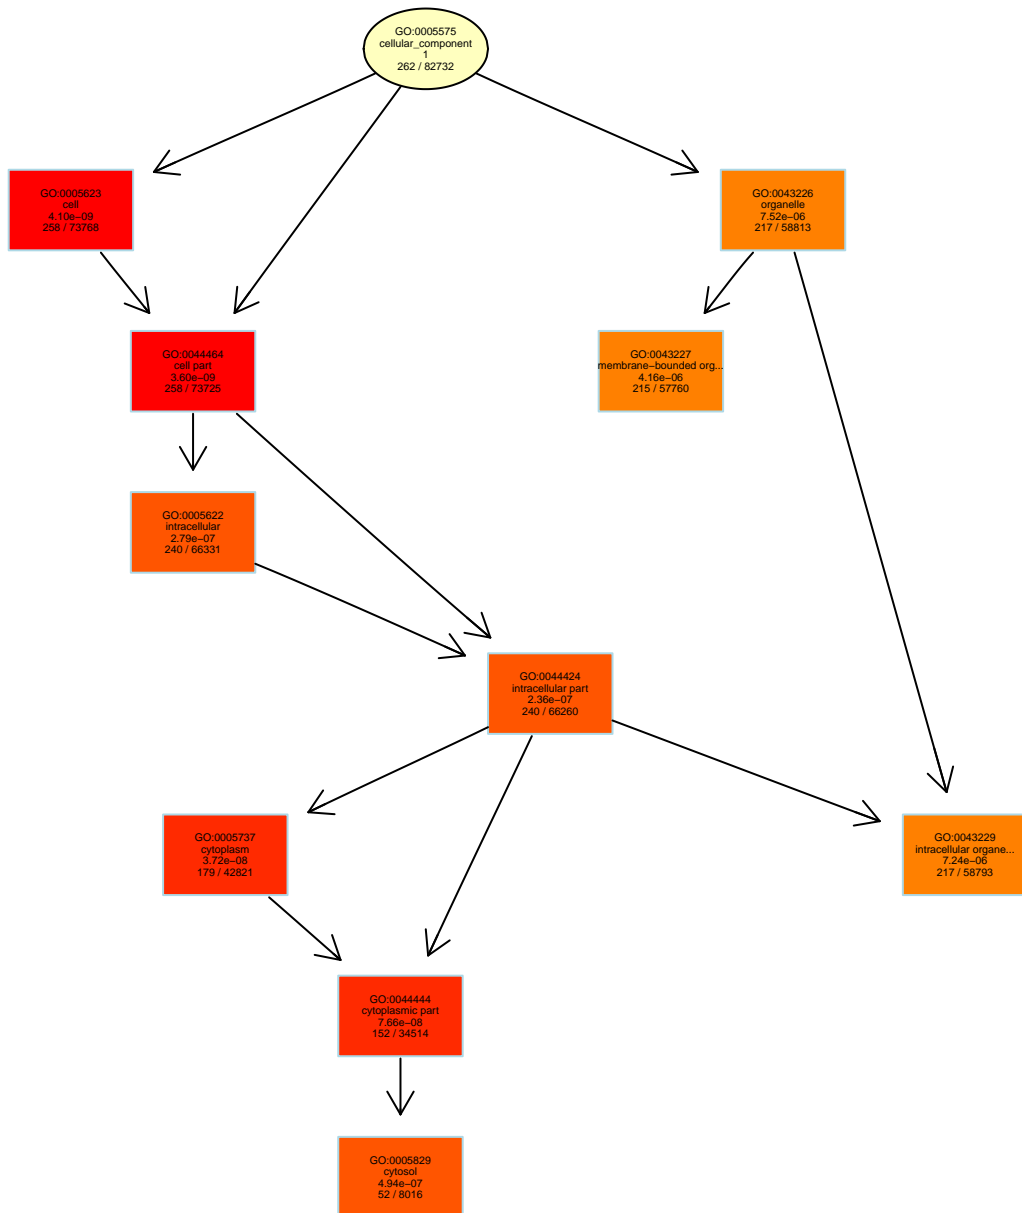 GO:0005575
cellular_component
1
262 / 82732
GO:0005623
cell
4.10e−09
258 / 73768
GO:0043226
organelle
7.52e−06
217 / 58813
GO:0044464
cell part
3.60e−09
258 / 73725
GO:0043227
membrane−bounded org...
4.16e−06
215 / 57760
GO:0005622
intracellular
2.79e−07
240 / 66331
GO:0044424
intracellular part
2.36e−07
240 / 66260
GO:0005737
cytoplasm
3.72e−08
179 / 42821
GO:0043229
intracellular organe...
7.24e−06
217 / 58793
GO:0044444
cytoplasmic part
7.66e−08
152 / 34514
GO:0005829
cytosol
4.94e−07
52 / 8016